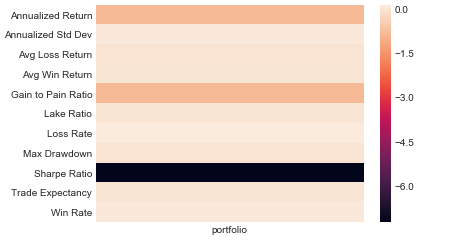 Annualized Return
Annualized Std Dev
Avg Loss Return
Avg Win Return
Gain to Pain Ratio
Lake Ratio
Loss Rate
Max Drawdown
Sharpe Ratio
Trade Expectancy
Win Rate
portfolio
0.0
−1.5
−3.0
−4.5
−6.0